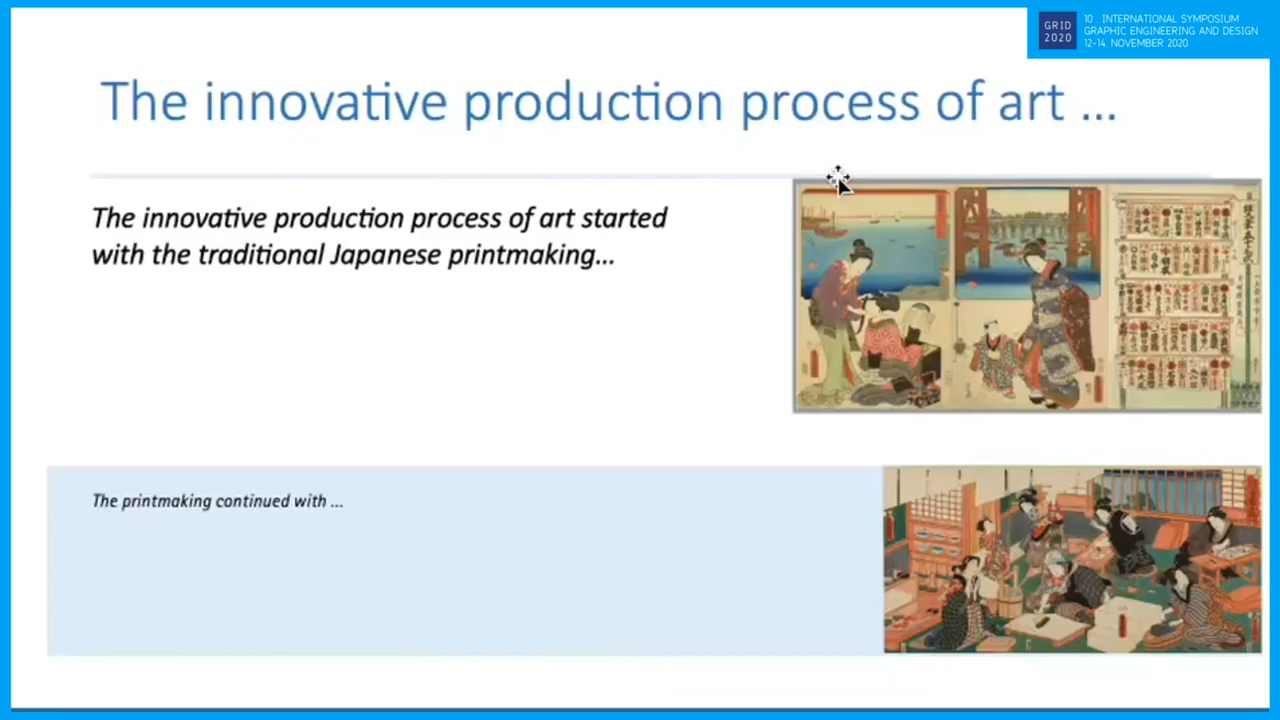 GRID
2020
10 INTERNATIONAL SYMPOSIUM
GRAPHIC ENGINEERING AND DESIGN
12-14. NOVEMBER 2020
The innovative production process of art ...
The innovative production process of art started
with the traditional Japanese printmaking...
The printmaking continued with ...